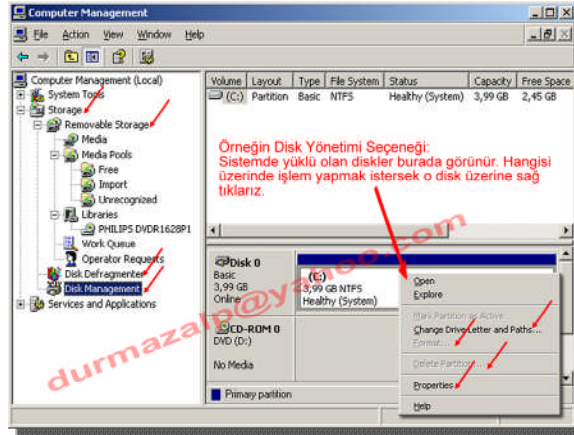 Computer Management
File Action View Window Help
Computer Management (Local)
System Tools
Storage
Removable Storage
Media
Media Pools
Free
Import
Unrecognized
Libraries
PHILIPS DVDR1628P1
Work Queue
Operator Requests
Disk Defragmenter
Disk Management
Services and Applications
Volume Layout Type File System Status Capacity Free Space
(C:) Partition Basic NTFS Healthy (System) 3,99 GB 2,45 GB
Örneğin Disk Yönetimi Seçeneği:
Sistemde yüklü olan diskler burada görünür. Hangisi
üzerinde işlem yapmak istersek o disk üzerine sağ
tıklarız.
Disk 0
Basic
3,99 GB
Online
(C:)
3,99 GB NTFS
Healthy (System)
CD-ROM 0
DVD (D:)
No Media
Primary partition
Open
Explore
Mark Partition as Active
Change Drive Letter and Paths...
Format...
Delete Partition...
Properties
Help
durmazalp@yahoo.com